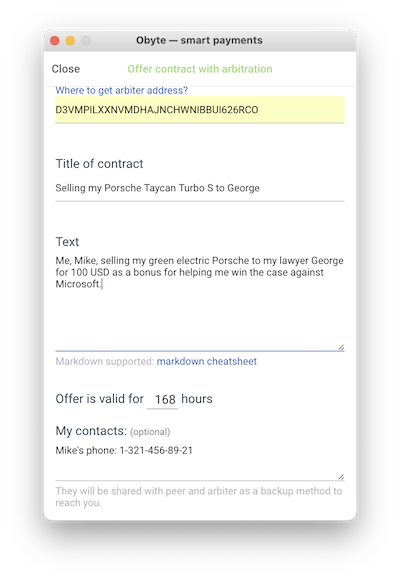 Obyte — smart payments
Close
Offer contract with arbitration
Where to get arbiter address?
D3VMPILXXNVMDHAJNCHWNIBBUI626RCO
Title of contract
Selling my Porsche Taycan Turbo S to George
Text
Me, Mike, selling my green electric Porsche to my lawyer George
for 100 USD as a bonus for helping me win the case against
Microsoft.
Markdown supported: markdown cheatsheet
Offer is valid for 168 hours
My contacts: (optional)
Mike's phone: 1-321-456-89-21
They will be shared with peer and arbiter as a backup method to
reach you.